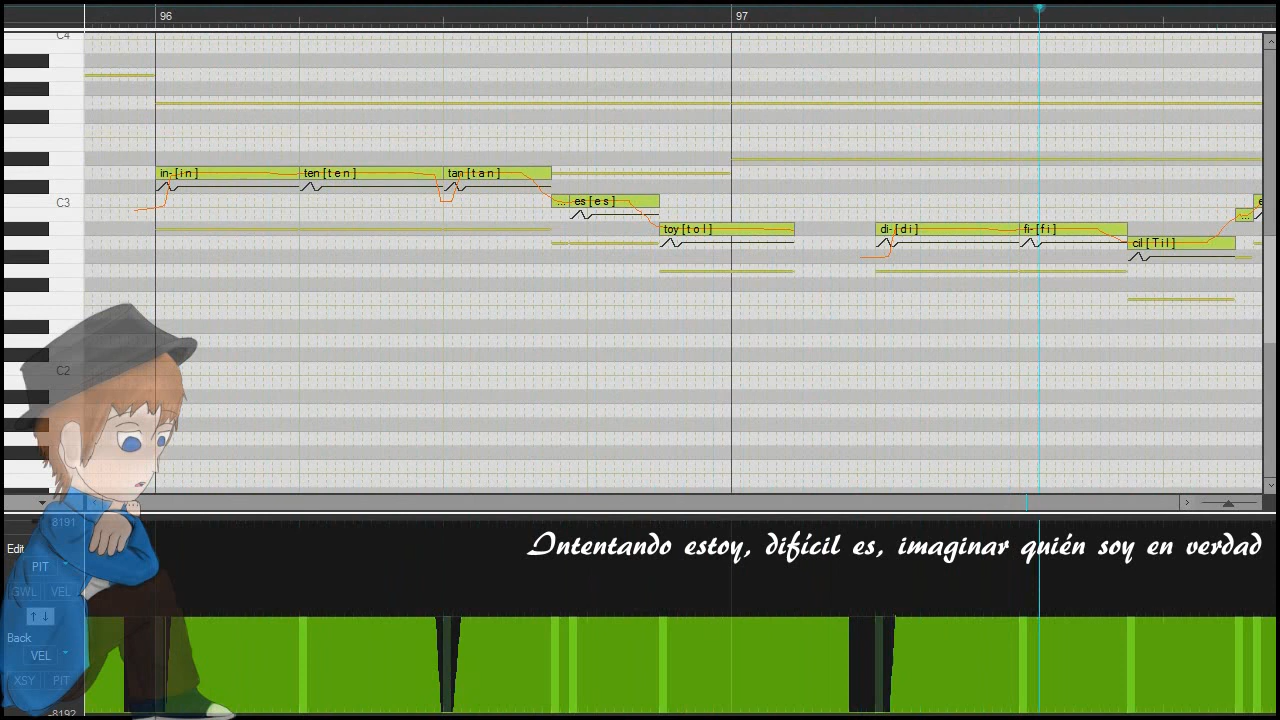 96 97
C4
in- [ i n ] ten [ t e n ] tan [ t a n ]
C3 ... es [ e s ]
toy [ t o I ] di- [ d i ] fi- [ f i ]
cil [ T i l ] ... e
C2
8191
Intentando estoy, difícil es, imaginar quién soy en verdad
Edit
PIT
GWL VEL
↑ ↓
Back
VEL
XSY PIT
-8192